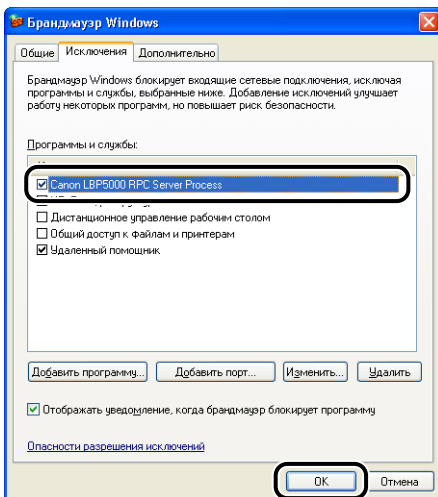 Брандмауэр Windows
Общие Исключения Дополнительно
Брандмауэр Windows блокирует входящие сетевые подключения, исключая
программы и службы, выбранные ниже. Добавление исключений улучшает
работу некоторых программ, но повышает риск безопасности.
Программы и службы:
Canon LBP5000 RPC Server Process
Дистанционное управление рабочим столом
Общий доступ к файлам и принтерам
Удаленный помощник
Добавить программу... Добавить порт... Изменить... Удалить
Отображать уведомление, когда брандмауэр блокирует программу
Опасности разрешения исключений
OK Отмена